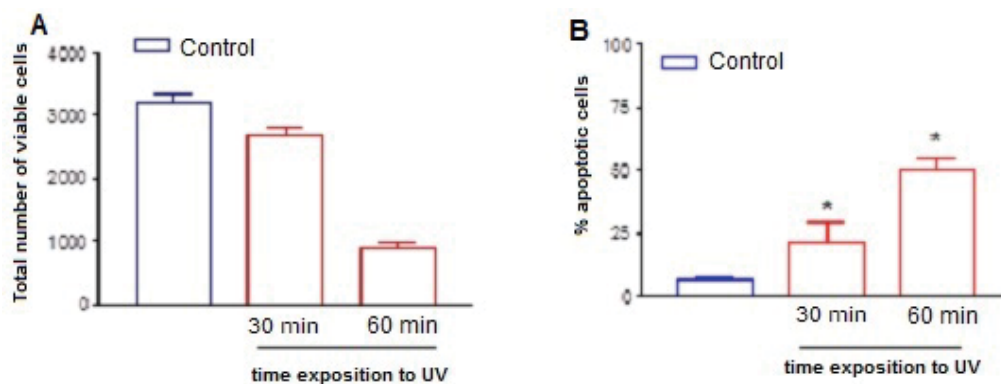 A
Control
Total number of viable cells
4000
3000
2000
1000
0
30 min
60 min
time exposition to UV
B
Control
% apoptotic cells
100
75
50
25
0
*
*
30 min
60 min
time exposition to UV